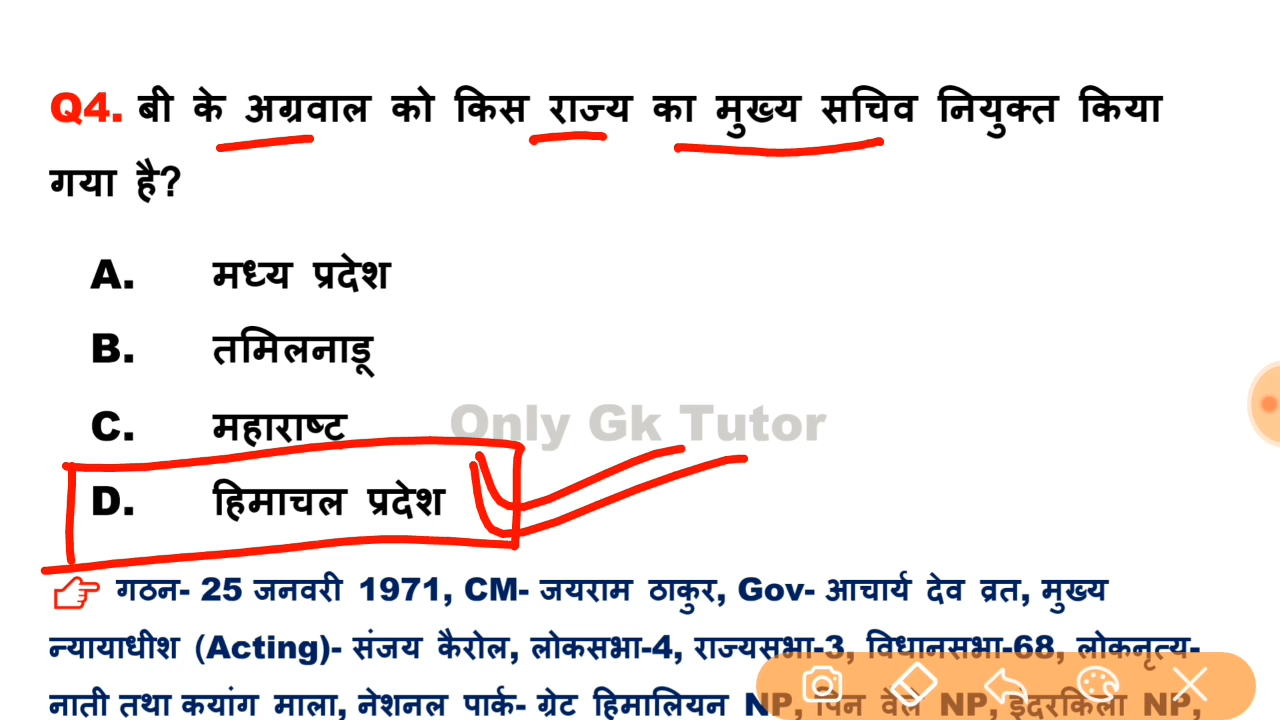 Q4. बी के अग्रवाल को किस राज्य का मुख्य सचिव नियुक्त किया
गया है?
A. मध्य प्रदेश
B. तमिलनाडू
C. महाराष्ट
Only Gk Tutor
D. हिमाचल प्रदेश
गठन- 25 जनवरी 1971, CM- जयराम ठाकुर, Gov- आचार्य देव व्रत, मुख्य
न्यायाधीश (Acting)- संजय कैरोल, लोकसभा-4, राज्यसभा-3, विधानसभा-68, लोकनृत्य-
नाती तथा कयांग माला, नेशनल पार्क- ग्रेट हिमालियन NP, पिन वेली NP, इंदरकिला NP,